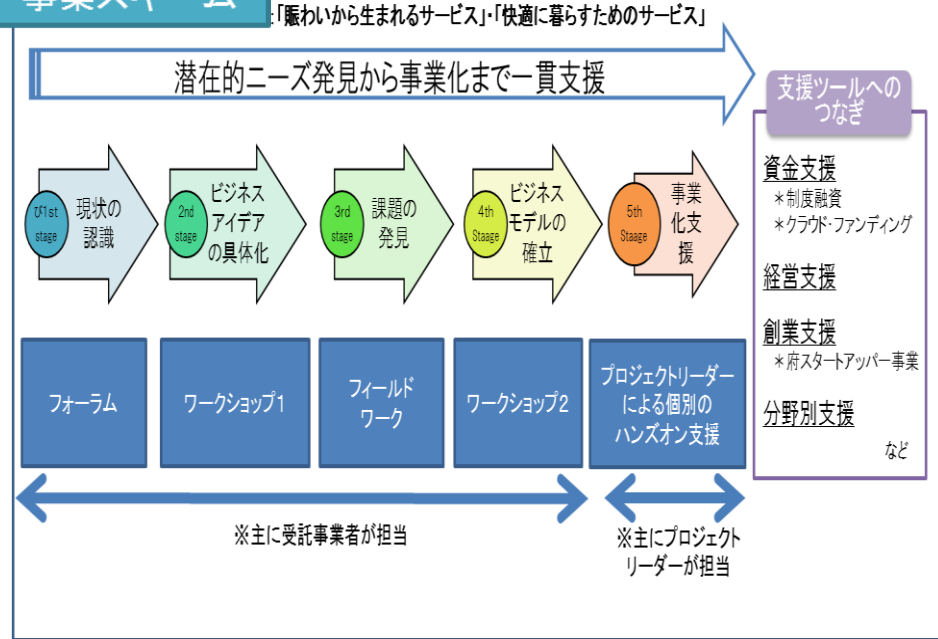 事業スキーム
:「賑わいから生まれるサービス」・「快適に暮らすためのサービス」
潜在的ニーズ発見から事業化まで一貫支援
支援ツールへの
つなぎ
1st
stage
現状の
認識
2nd
stage
ビジネス
アイデア
の具体化
3rd
stage
課題の
発見
4th
Staage
ビジネス
モデルの
確立
5th
Staage
事業
化支
援
資金支援
＊制度融資
＊クラウド・ファンディング
経営支援
創業支援
＊府スタートアッパー事業
分野別支援
など
フォーラム
ワークショップ1
フィールド
ワーク
ワークショップ2
プロジェクトリーダー
による個別の
ハンズオン支援
※主に受託事業者が担当
※主にプロジェクト
リーダーが担当